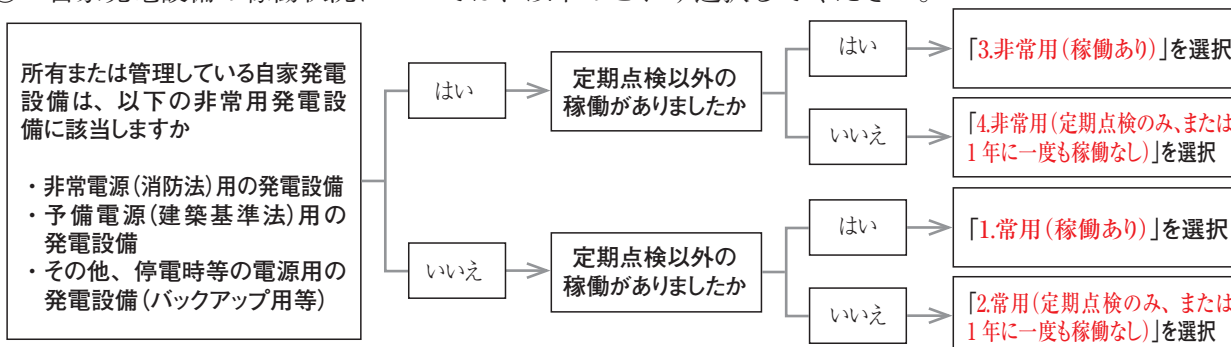 所有または管理している自家発電
設備は、以下の非常用発電設
備に該当しますか
・非常電源(消防法)用の発電設備
・予備電源(建築基準法)用の
発電設備
・その他、停電時等の電源用の
発電設備(バックアップ用等)
はい
定期点検以外の
稼働がありましたか
はい
「3.非常用(稼働あり)」を選択
いいえ
「4.非常用(定期点検のみ、または
1年に一度も稼働なし)」を選択
いいえ
定期点検以外の
稼働がありましたか
はい
「1.常用(稼働あり)」を選択
いいえ
「2.常用(定期点検のみ、または
1年に一度も稼働なし)」を選択